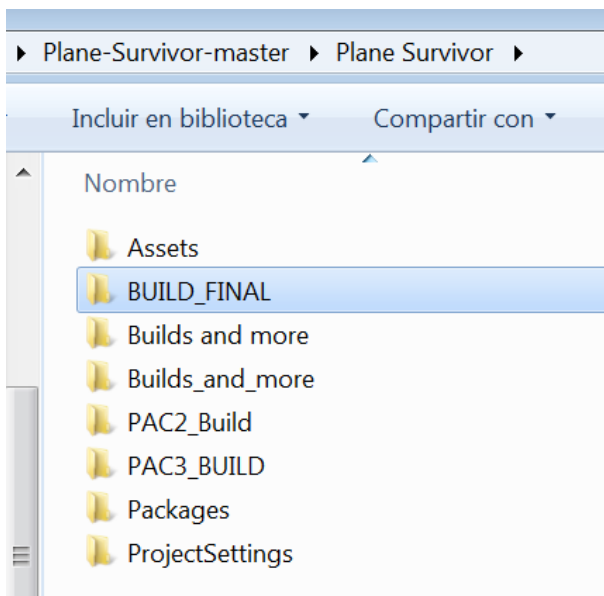 Plane-Survivor-master Plane Survivor
Incluir en biblioteca Compartir con
Nombre
Assets
BUILD_FINAL
Builds and more
Builds_and_more
PAC2_Build
PAC3_BUILD
Packages
ProjectSettings